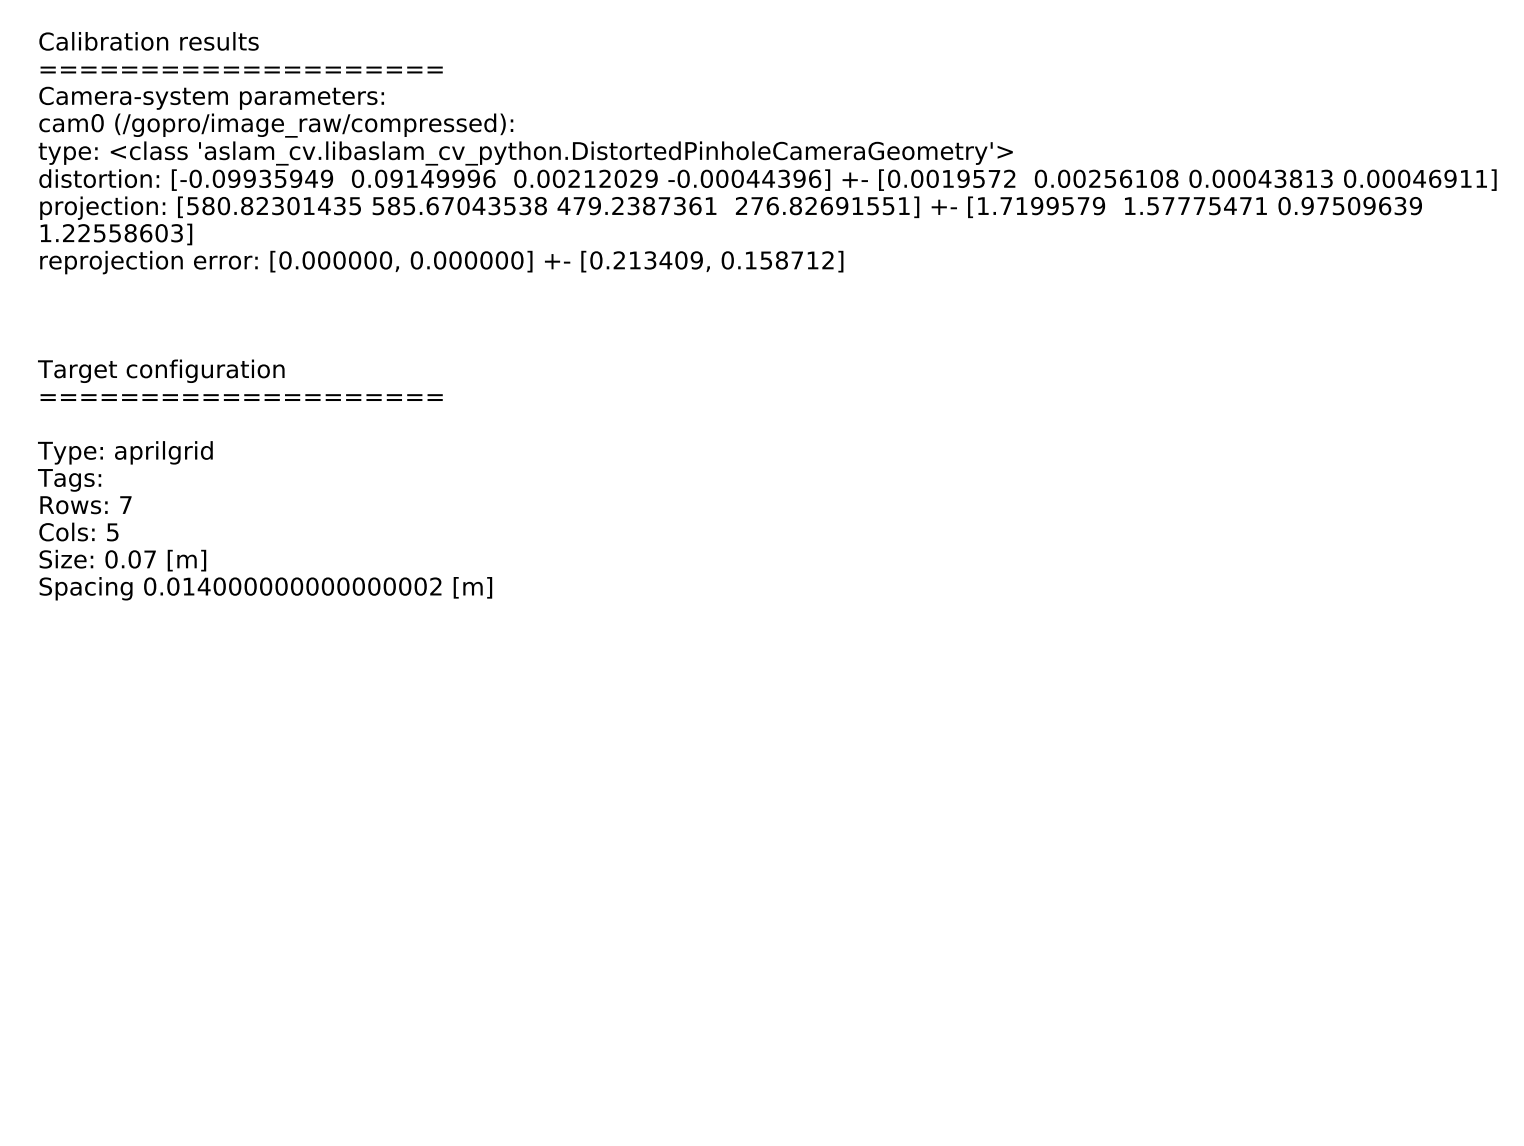 Calibration results
====================
Camera-system parameters:
cam0 (/gopro/image_raw/compressed):
type: <class 'aslam_cv.libaslam_cv_python.DistortedPinholeCameraGeometry'>
distortion: [-0.09935949  0.09149996  0.00212029 -0.00044396] +- [0.0019572  0.00256108 0.00043813 0.00046911]
projection: [580.82301435 585.67043538 479.2387361  276.82691551] +- [1.7199579  1.57775471 0.97509639
1.22558603]
reprojection error: [0.000000, 0.000000] +- [0.213409, 0.158712]
Target configuration
====================
Type: aprilgrid
Tags:
Rows: 7
Cols: 5
Size: 0.07 [m]
Spacing 0.014000000000000002 [m]